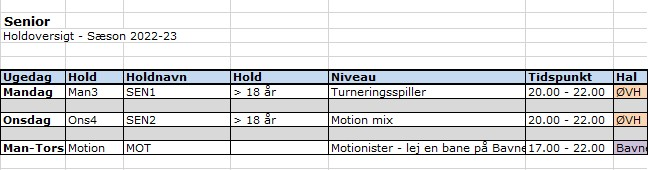 Senior
Holdoversigt - Sæson 2022-23
Ugedag Hold Holdnavn Hold Niveau Tidspunkt Hal
Mandag Man3 SEN1 > 18 år Turneringsspiller 20.00 - 22.00 ØVH
Onsdag Ons4 SEN2 > 18 år Motion mix 20.00 - 22.00 ØVH
Man-Tors Motion MOT Motionister - lej en bane på Bavne 17.00 - 22.00 Bavne